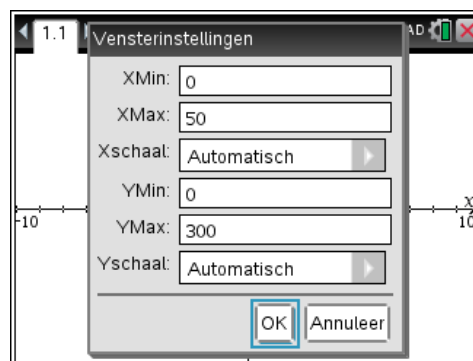 1.1
AD
Vensterinstellingen
XMin: 0
XMax: 50
Xschaal: Automatisch
YMin: 0
YMax: 300
Yschaal: Automatisch
OK Annuleer
-10
x
10